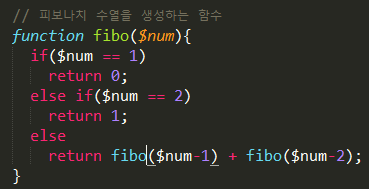 // 피보나치 수열을 생성하는 함수
function fibo($num){
if($num == 1)
return 0;
else if($num == 2)
return 1;
else
return fibo($num-1) + fibo($num-2);
}